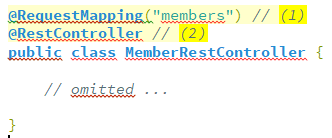 @RequestMapping("members") // (1)
@RestController // (2)
public class MemberRestController {
// omitted ...
}